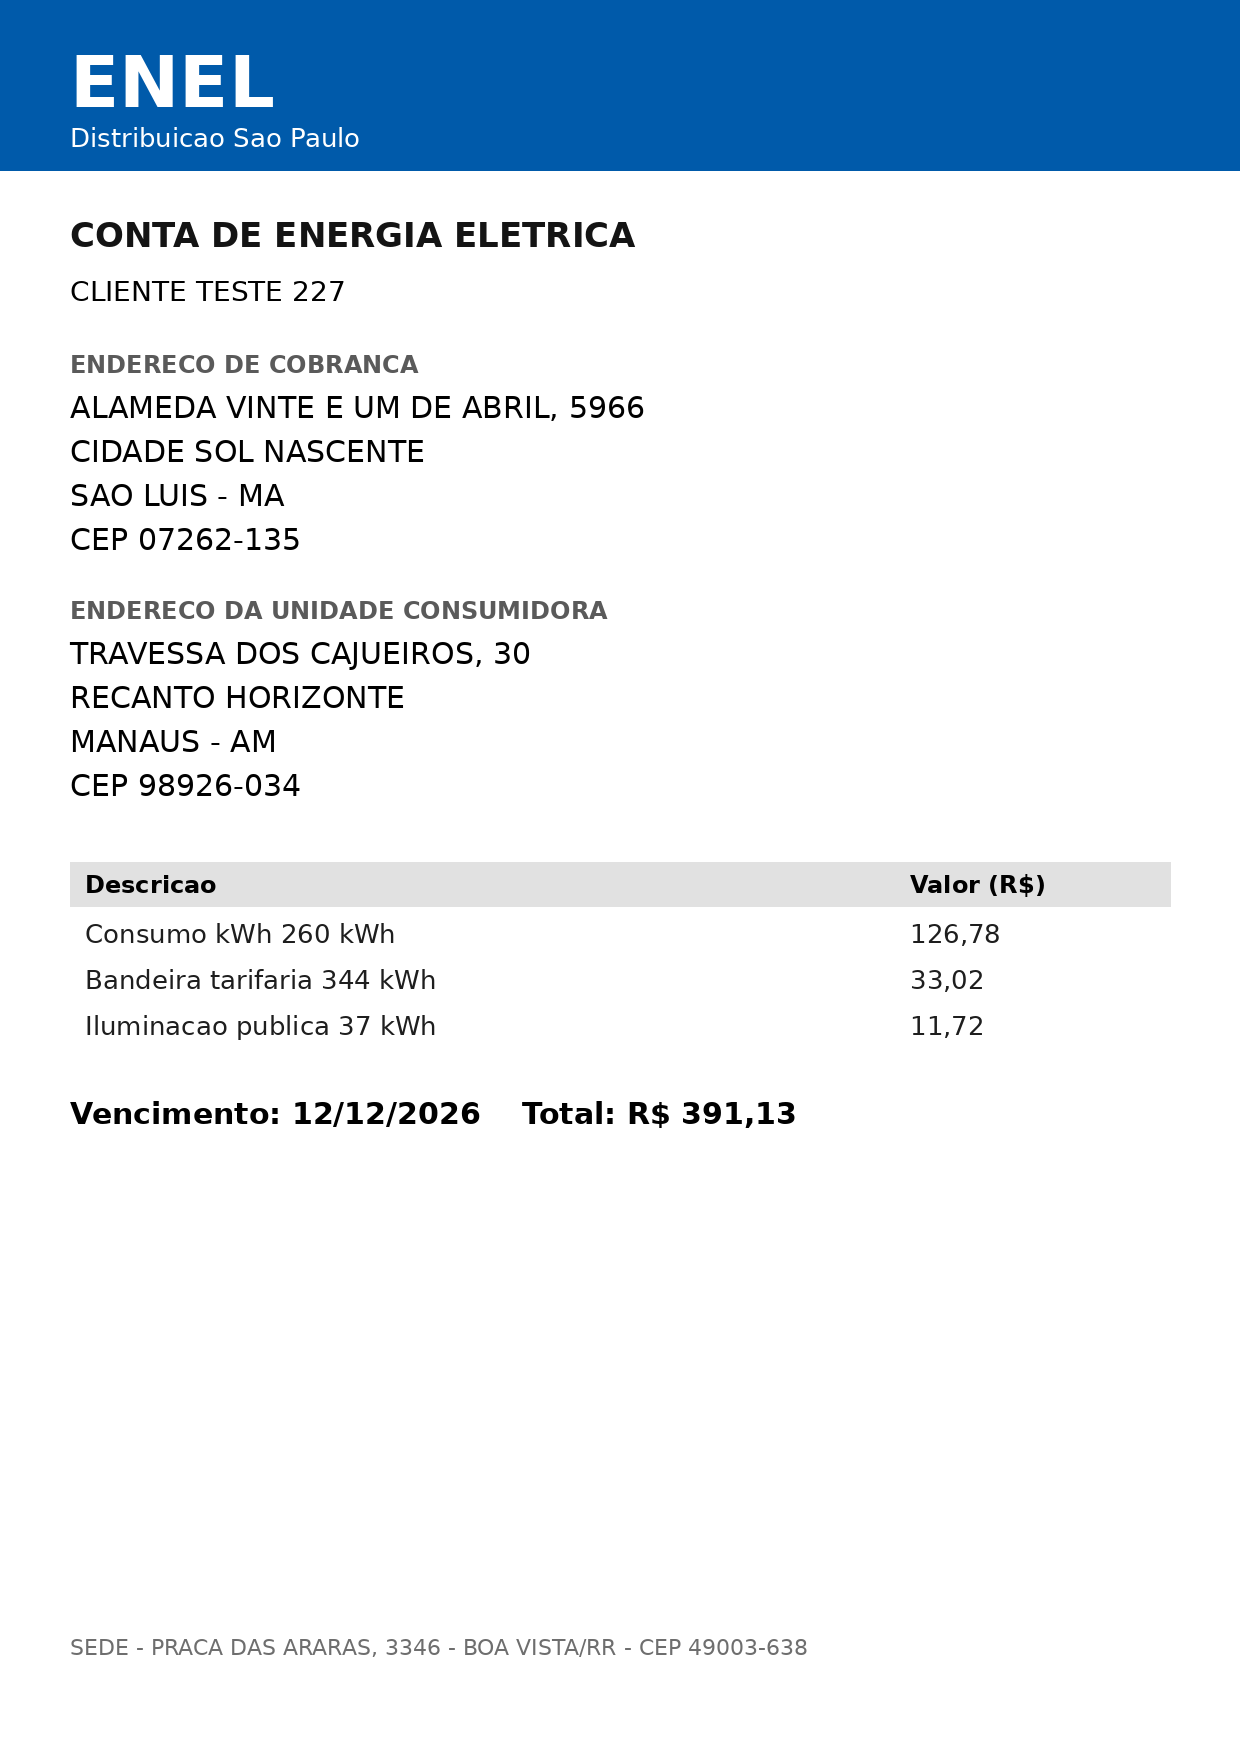 ENEL
Distribuicao Sao Paulo
CONTA DE ENERGIA ELETRICA
CLIENTE TESTE 227
ENDERECO DE COBRANCA
ALAMEDA VINTE E UM DE ABRIL, 5966
CIDADE SOL NASCENTE
SAO LUIS - MA
CEP 07262-135
ENDERECO DA UNIDADE CONSUMIDORA
TRAVESSA DOS CAJUEIROS, 30
RECANTO HORIZONTE
MANAUS - AM
CEP 98926-034
Descricao Valor (R$)
Consumo kWh 260 kWh 126,78
Bandeira tarifaria 344 kWh 33,02
Iluminacao publica 37 kWh 11,72
Vencimento: 12/12/2026 Total: R$ 391,13
SEDE - PRACA DAS ARARAS, 3346 - BOA VISTA/RR - CEP 49003-638